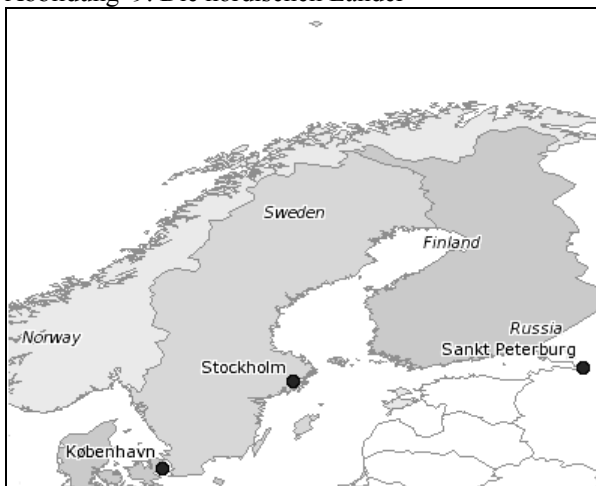 Abbildung 9: Die nordischen Länder
Sweden
Finland
Norway
Russia
Sankt Peterburg
Stockholm
København